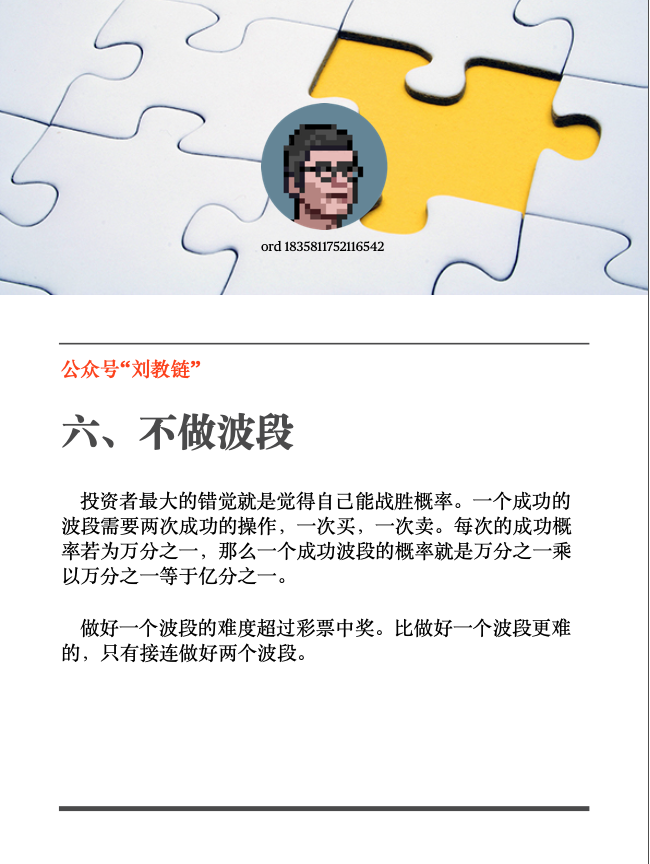 ord 1835811752116542
公众号“刘教链”
六、不做波段
投资者最大的错觉就是觉得自己能战胜概率。一个成功的
波段需要两次成功的操作，一次买，一次卖。每次的成功概
率若为万分之一，那么一个成功波段的概率就是万分之一乘
以万分之一等于亿分之一。
做好一个波段的难度超过彩票中奖。比做好一个波段更难
的，只有接连做好两个波段。